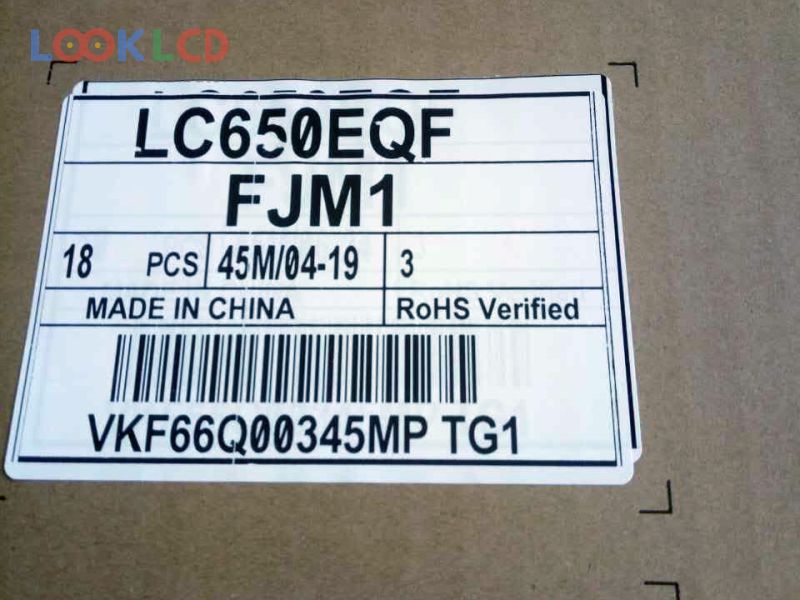 LOOKLCD
LC650EQF
FJM1
18 PCS 45M/04-19 3
MADE IN CHINA RoHS Verified
VKF66Q00345MP TG1